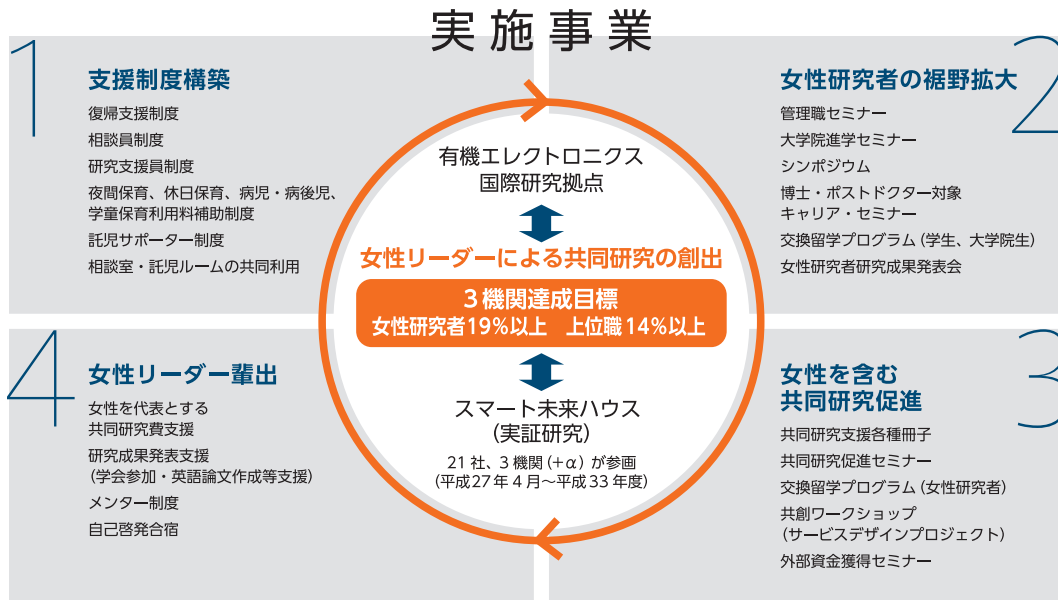 実施事業
1
支援制度構築
復帰支援制度
相談員制度
研究支援員制度
夜間保育、休日保育、病児・病後児、
学童保育利用料補助制度
託児サポーター制度
相談室・託児ルームの共同利用
2
女性研究者の裾野拡大
管理職セミナー
大学院進学セミナー
シンポジウム
博士・ポストドクター対象
キャリア・セミナー
交換留学プログラム（学生、大学院生）
女性研究者研究成果発表会
有機エレクトロニクス
国際研究拠点
女性リーダーによる共同研究の創出
3機関達成目標
女性研究者19％以上　上位職14％以上
スマート未来ハウス
（実証研究）
21社、3機関（+α）が参画
（平成27年4月～平成33年度）
3
女性を含む
共同研究促進
共同研究支援各種冊子
共同研究促進セミナー
交換留学プログラム（女性研究者）
共創ワークショップ
（サービスデザインプロジェクト）
外部資金獲得セミナー
4
女性リーダー輩出
女性を代表とする
共同研究費支援
研究成果発表支援
（学会参加・英語論文作成等支援）
メンター制度
自己啓発合宿